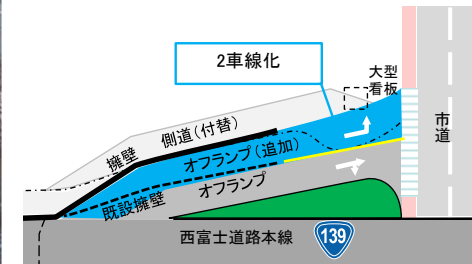 2車線化
大型
看板
市道
側道(付替)
擁壁
オフランプ(追加)
オフランプ
既設擁壁
西富士道路本線
139